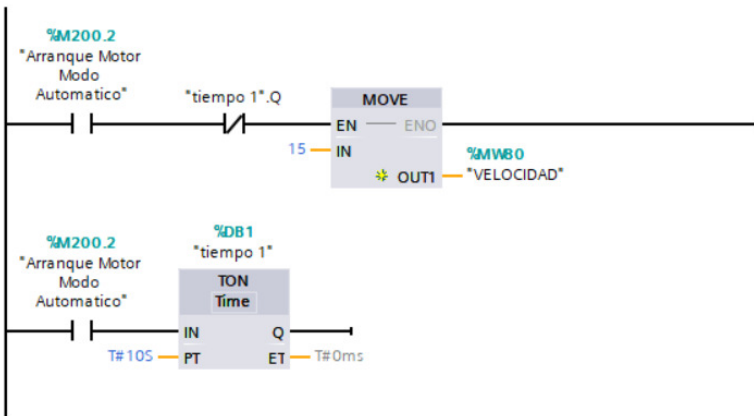 %M200.2
"Arranque Motor
Modo
Automatico"
"tiempo 1".Q
MOVE
EN ENO
15 IN
%MW80
OUT1 "VELOCIDAD"
%M200.2
"Arranque Motor
Modo
Automatico"
%DB1
"tiempo 1"
TON
Time
IN Q
T#10S PT ET T#0ms